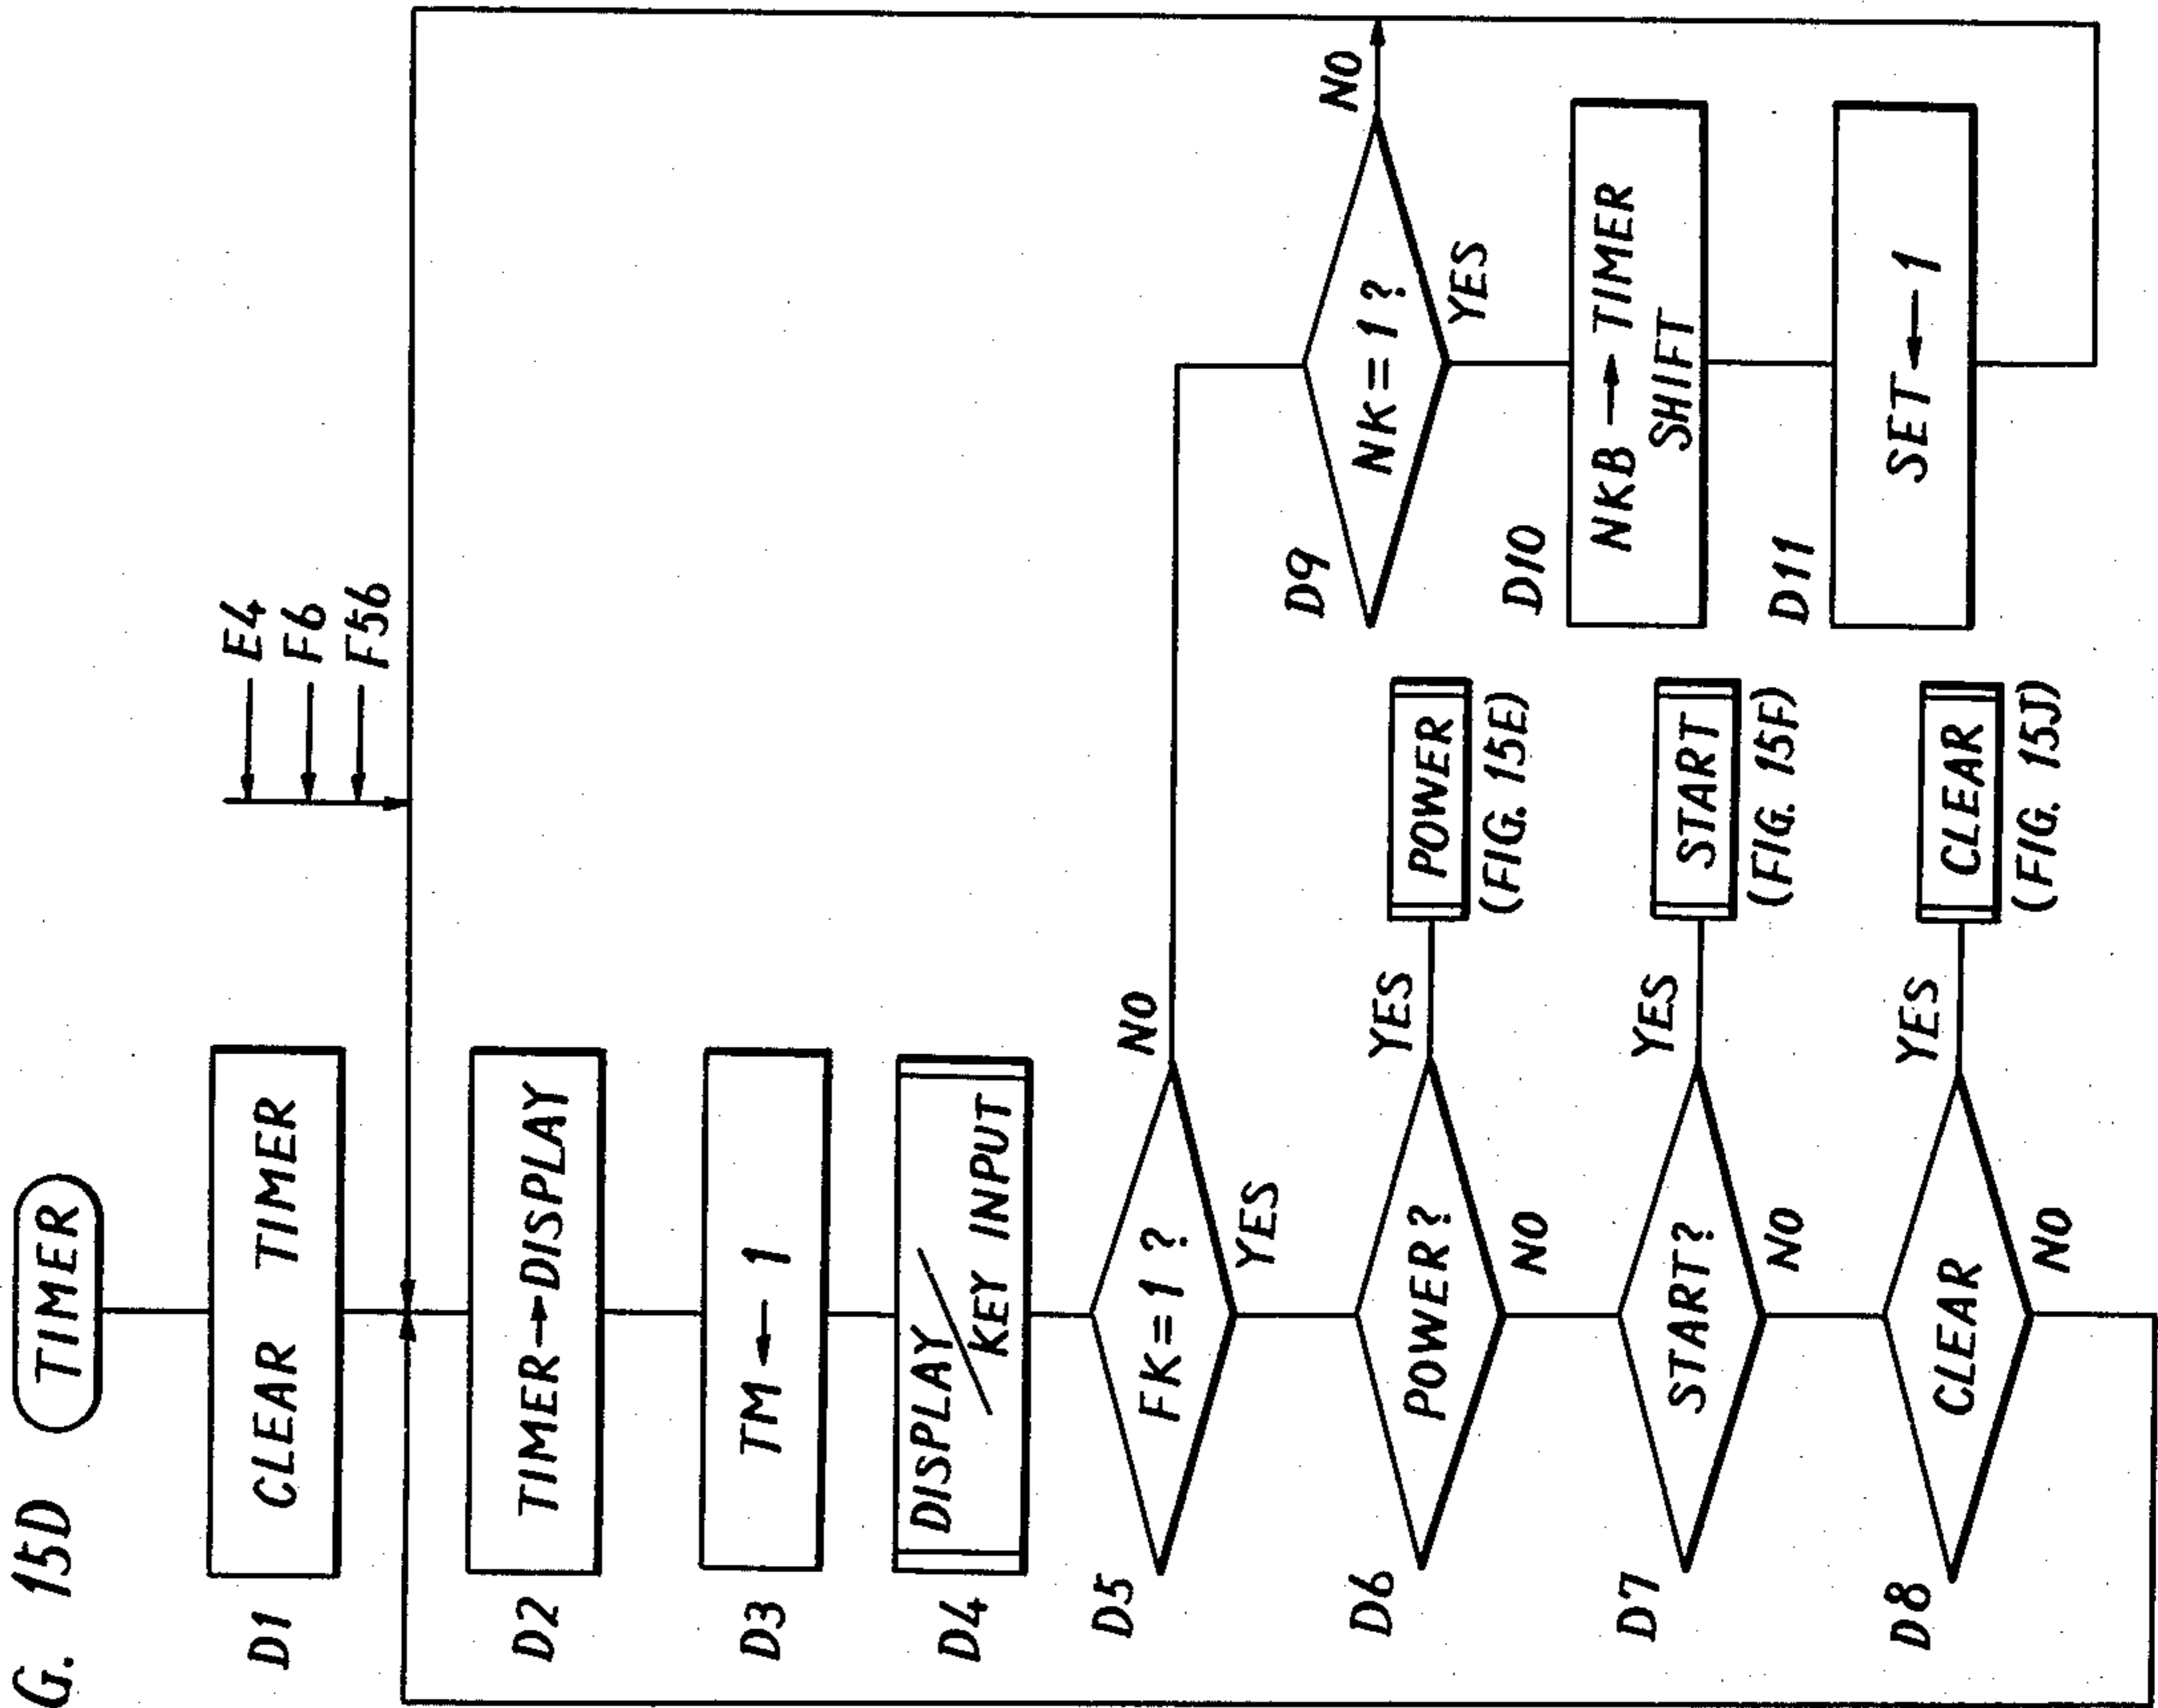 G. 15D
TIMER
D1
CLEAR TIMER
E4
F6
F56
D2
TIMER→DISPLAY
D3
TM ← 1
D4
DISPLAY
/
KEY INPUT
D5
FK=1?
NO
YES
D6
POWER?
YES
NO
POWER
(FIG. 15E)
D7
START?
YES
NO
START
(FIG. 15F)
D8
CLEAR
YES
NO
CLEAR
(FIG. 15J)
D9
NK=1?
NO
YES
D10
NKB → TIMER
SHIFT
D11
SET ← 1